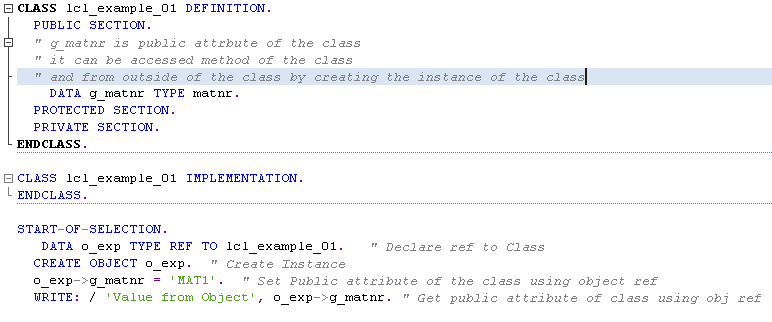 CLASS lcl_example_01 DEFINITION.
PUBLIC SECTION.
" g_matnr is public attrbute of the class
" it can be accessed method of the class
" and from outside of the class by creating the instance of the class
DATA g_matnr TYPE matnr.
PROTECTED SECTION.
PRIVATE SECTION.
ENDCLASS.
CLASS lcl_example_01 IMPLEMENTATION.
ENDCLASS.
START-OF-SELECTION.
DATA o_exp TYPE REF TO lcl_example_01. " Declare ref to Class
CREATE OBJECT o_exp. " Create Instance
o_exp->g_matnr = 'MAT1'. " Set Public attribute of the class using object ref
WRITE: / 'Value from Object', o_exp->g_matnr. " Get public attribute of class using obj ref